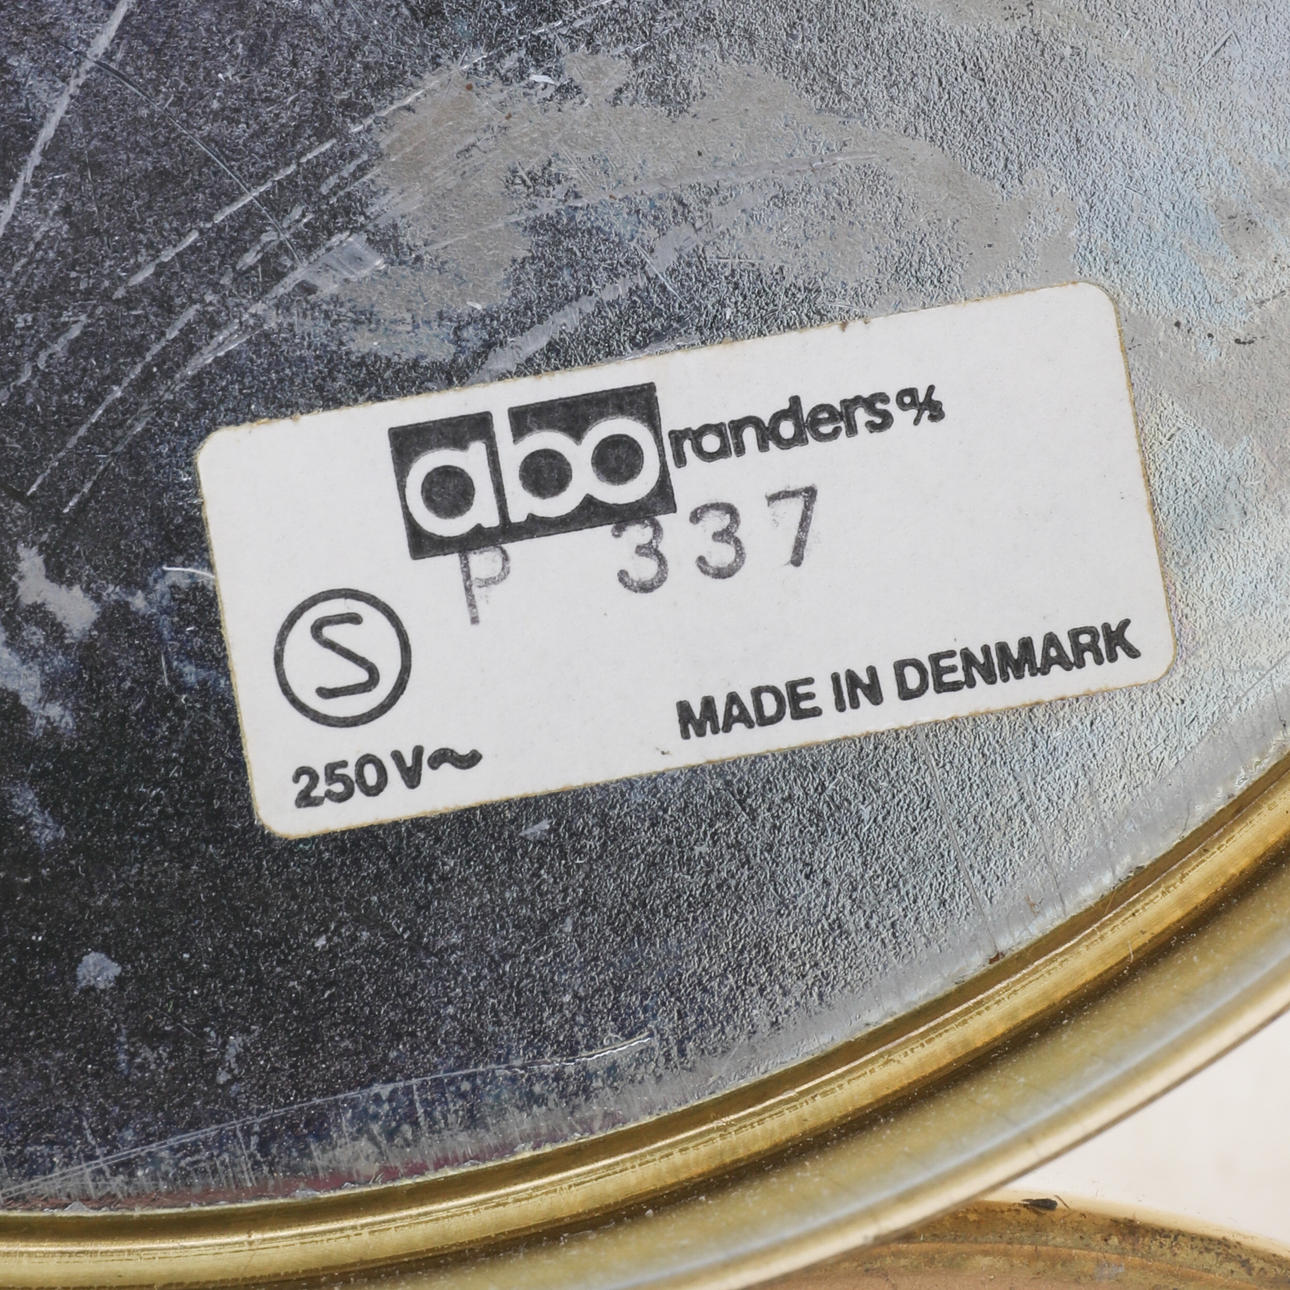 abo randers a/s
P 337
S
250V~
MADE IN DENMARK